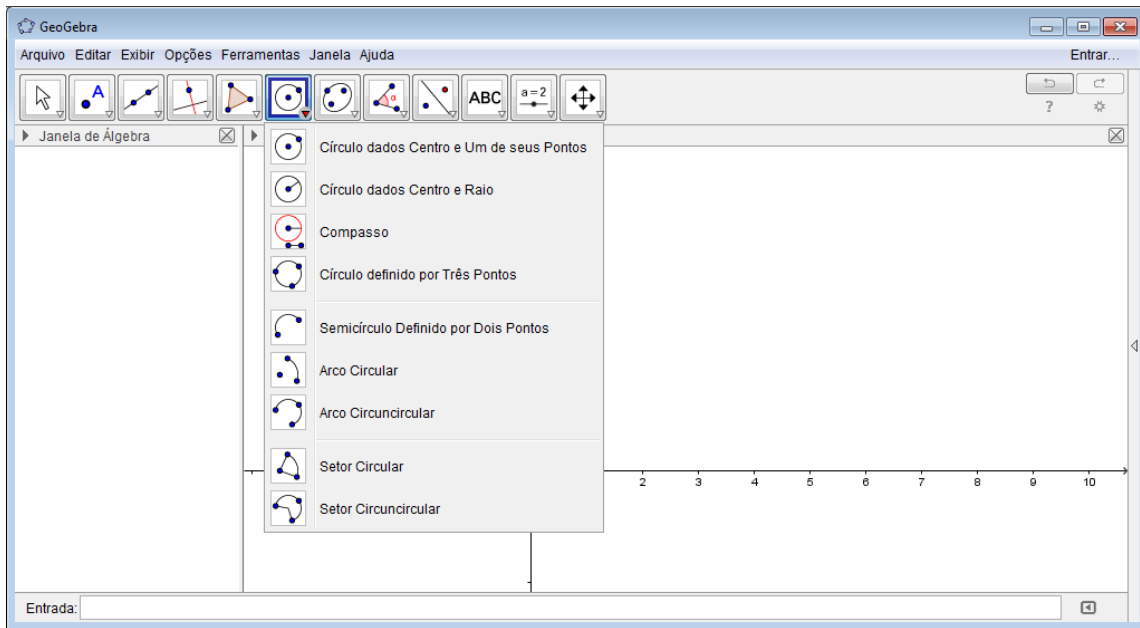 GeoGebra
Arquivo Editar Exibir Opções Ferramentas Janela Ajuda Entrar...
A α ABC a=2 ?
Janela de Álgebra
Círculo dados Centro e Um de seus Pontos
Círculo dados Centro e Raio
Compasso
Círculo definido por Três Pontos
Semicírculo Definido por Dois Pontos
Arco Circular
Arco Circuncircular
Setor Circular
2 3 4 5 6 7 8 9 10
Setor Circuncircular
Entrada: